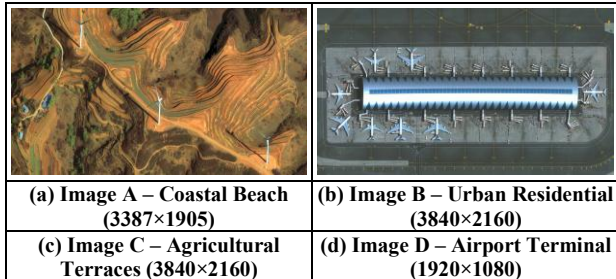 (a) Image A – Coastal Beach
(3387×1905)
(b) Image B – Urban Residential
(3840×2160)
(c) Image C – Agricultural
Terraces (3840×2160)
(d) Image D – Airport Terminal
(1920×1080)